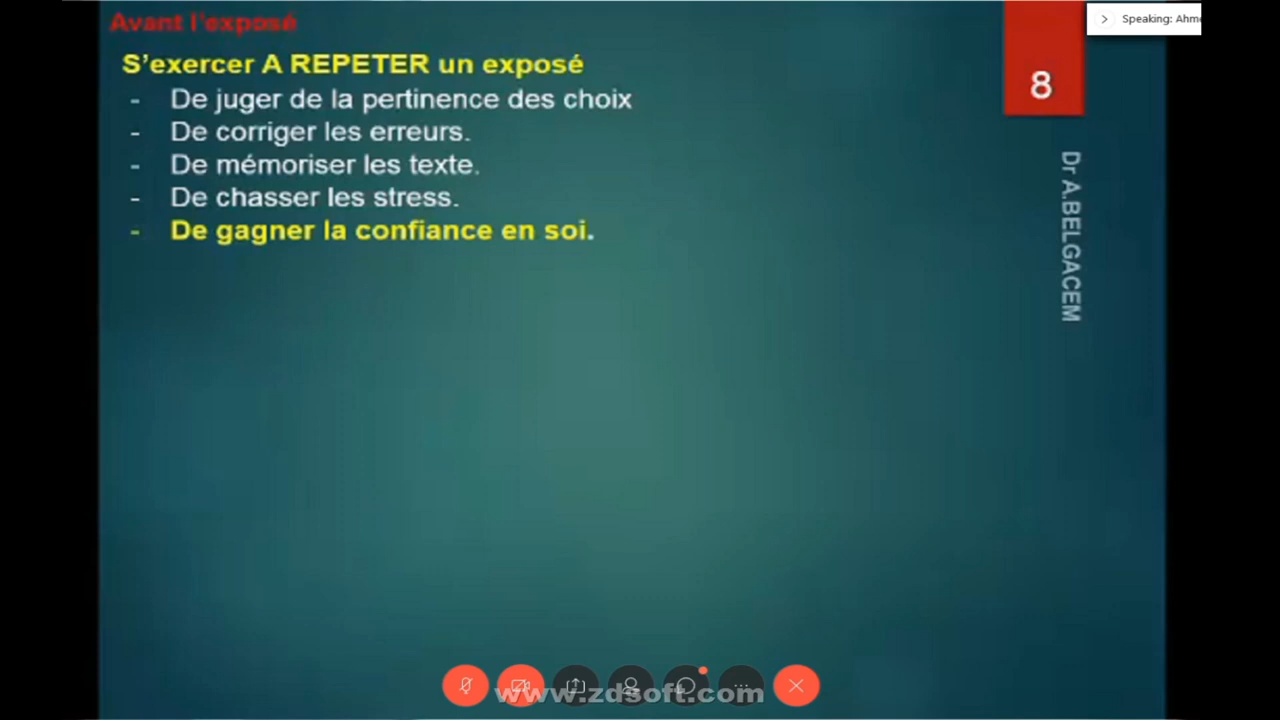 Avant l'exposé
Speaking: Ahm
S'exercer A REPETER un exposé
8
- De juger de la pertinence des choix
- De corriger les erreurs.
- De mémoriser les texte.
- De chasser les stress.
- De gagner la confiance en soi.
Dr A.BELGACEM
www.zdsoft.com